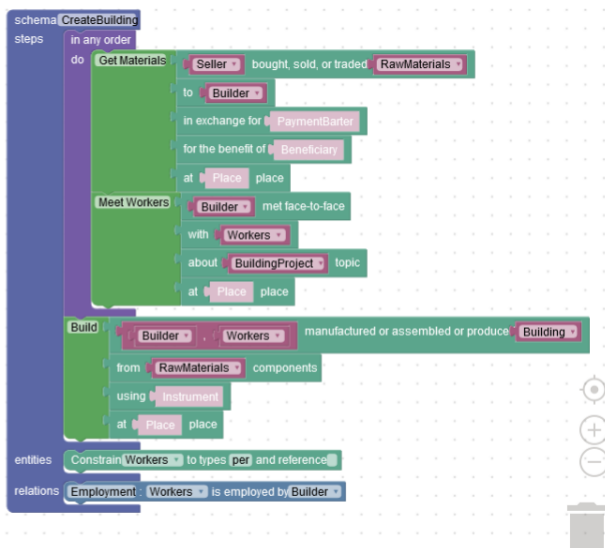 schema CreateBuilding
steps in any order
do Get Materials Seller bought, sold, or traded RawMaterials
to Builder
in exchange for PaymentBarter
for the benefit of Beneficiary
at Place place
Meet Workers Builder met face-to-face
with Workers
about BuildingProject topic
at Place place
Build Builder , Workers manufactured or assembled or produce Building
from RawMaterials components
using Instrument
at Place place
entities Constrain Workers to types per and reference
relations Employment : Workers is employed by Builder